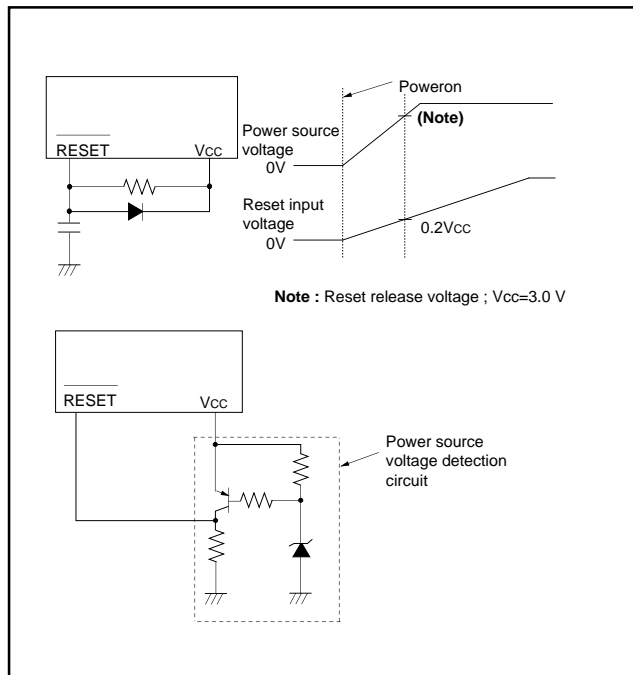 Poweron
(Note)
Power source
voltage
0V
RESET
VCC
Reset input
voltage
0V
0.2VCC
Note : Reset release voltage ; Vcc=3.0 V
RESET
VCC
Power source
voltage detection
circuit